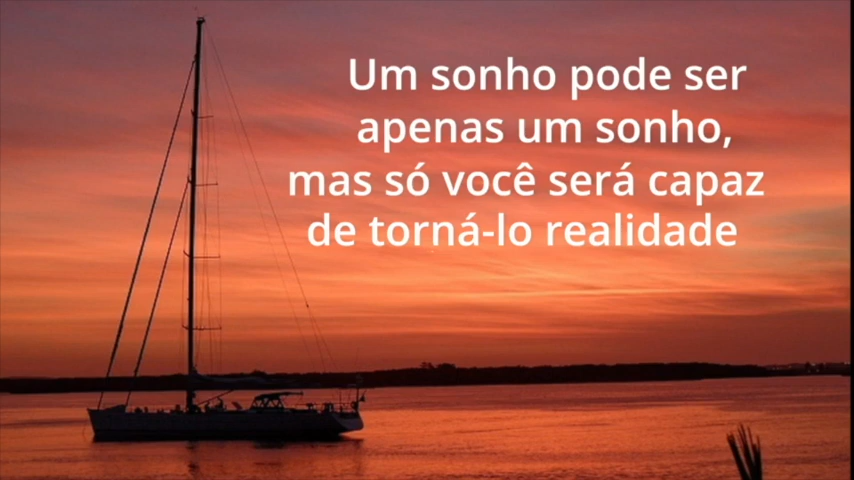 Um sonho pode ser
apenas um sonho,
mas só você será capaz
de torná-lo realidade